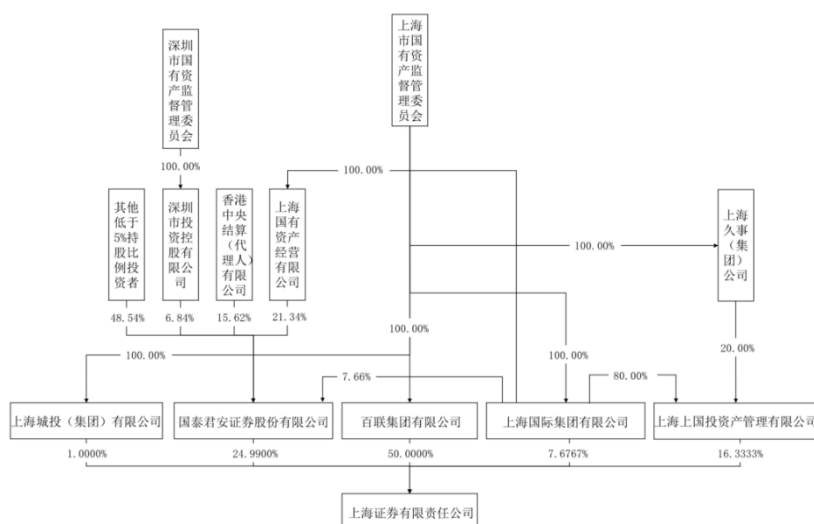 深圳市国有资产监督管理委员会
上海市国有资产监督管理委员会
100.00%
100.00%
其他低于5%持股比例投资者
深圳市投资控股有限公司
香港中央结算（代理人）有限公司
上海国有资产经营有限公司
上海久事（集团）公司
100.00%
48.54%
6.84%
15.62%
21.34%
100.00%
100.00%
100.00%
20.00%
7.66%
80.00%
上海城投（集团）有限公司
国泰君安证券股份有限公司
百联集团有限公司
上海国际集团有限公司
上海上国投资产管理有限公司
1.0000%
24.9900%
50.0000%
7.6767%
16.3333%
上海证券有限责任公司